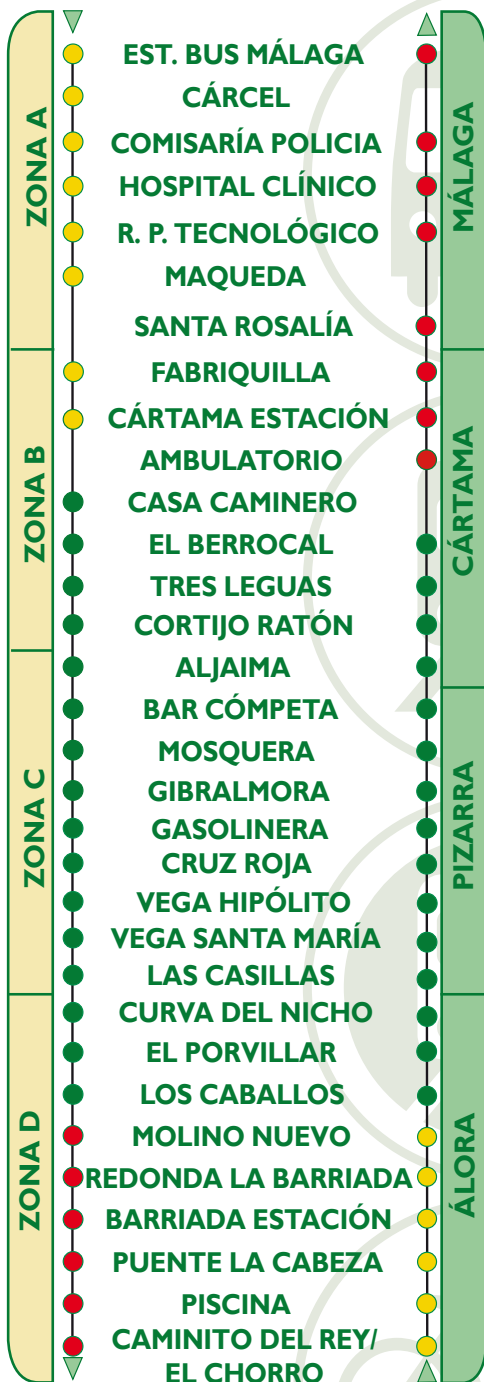 ZONA A
ZONA B
ZONA C
ZONA D
EST. BUS MÁLAGA
CÁRCEL
COMISARÍA POLICIA
HOSPITAL CLÍNICO
R. P. TECNOLÓGICO
MAQUEDA
SANTA ROSALÍA
FABRIQUILLA
CÁRTAMA ESTACIÓN
AMBULATORIO
CASA CAMINERO
EL BERROCAL
TRES LEGUAS
CORTIJO RATÓN
ALJAIMA
BAR CÓMPETA
MOSQUERA
GIBRALMORA
GASOLINERA
CRUZ ROJA
VEGA HIPÓLITO
VEGA SANTA MARÍA
LAS CASILLAS
CURVA DEL NICHO
EL PORVILLAR
LOS CABALLOS
MOLINO NUEVO
REDONDA LA BARRIADA
BARRIADA ESTACIÓN
PUENTE LA CABEZA
PISCINA
CAMINITO DEL REY/
EL CHORRO
MÁLAGA
CÁRTAMA
PIZARRA
ÁLORA